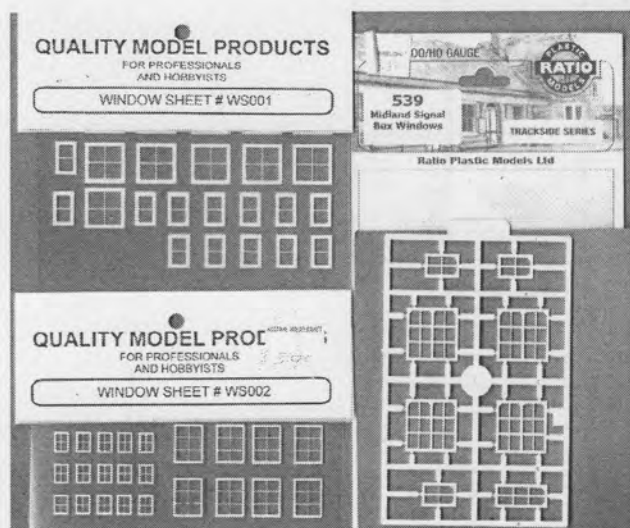 QUALITY MODEL PRODUCTS
FOR PROFESSIONALS
AND HOBBYISTS
WINDOW SHEET # WS001
OO/HO GAUGE
PLASTIC
RATIO
MODELS
539
Midland Signal
Box Windows
TRACKSIDE SERIES
Ratio Plastic Models Ltd
QUALITY MODEL PROD
FOR PROFESSIONALS
AND HOBBYISTS
WINDOW SHEET # WS002